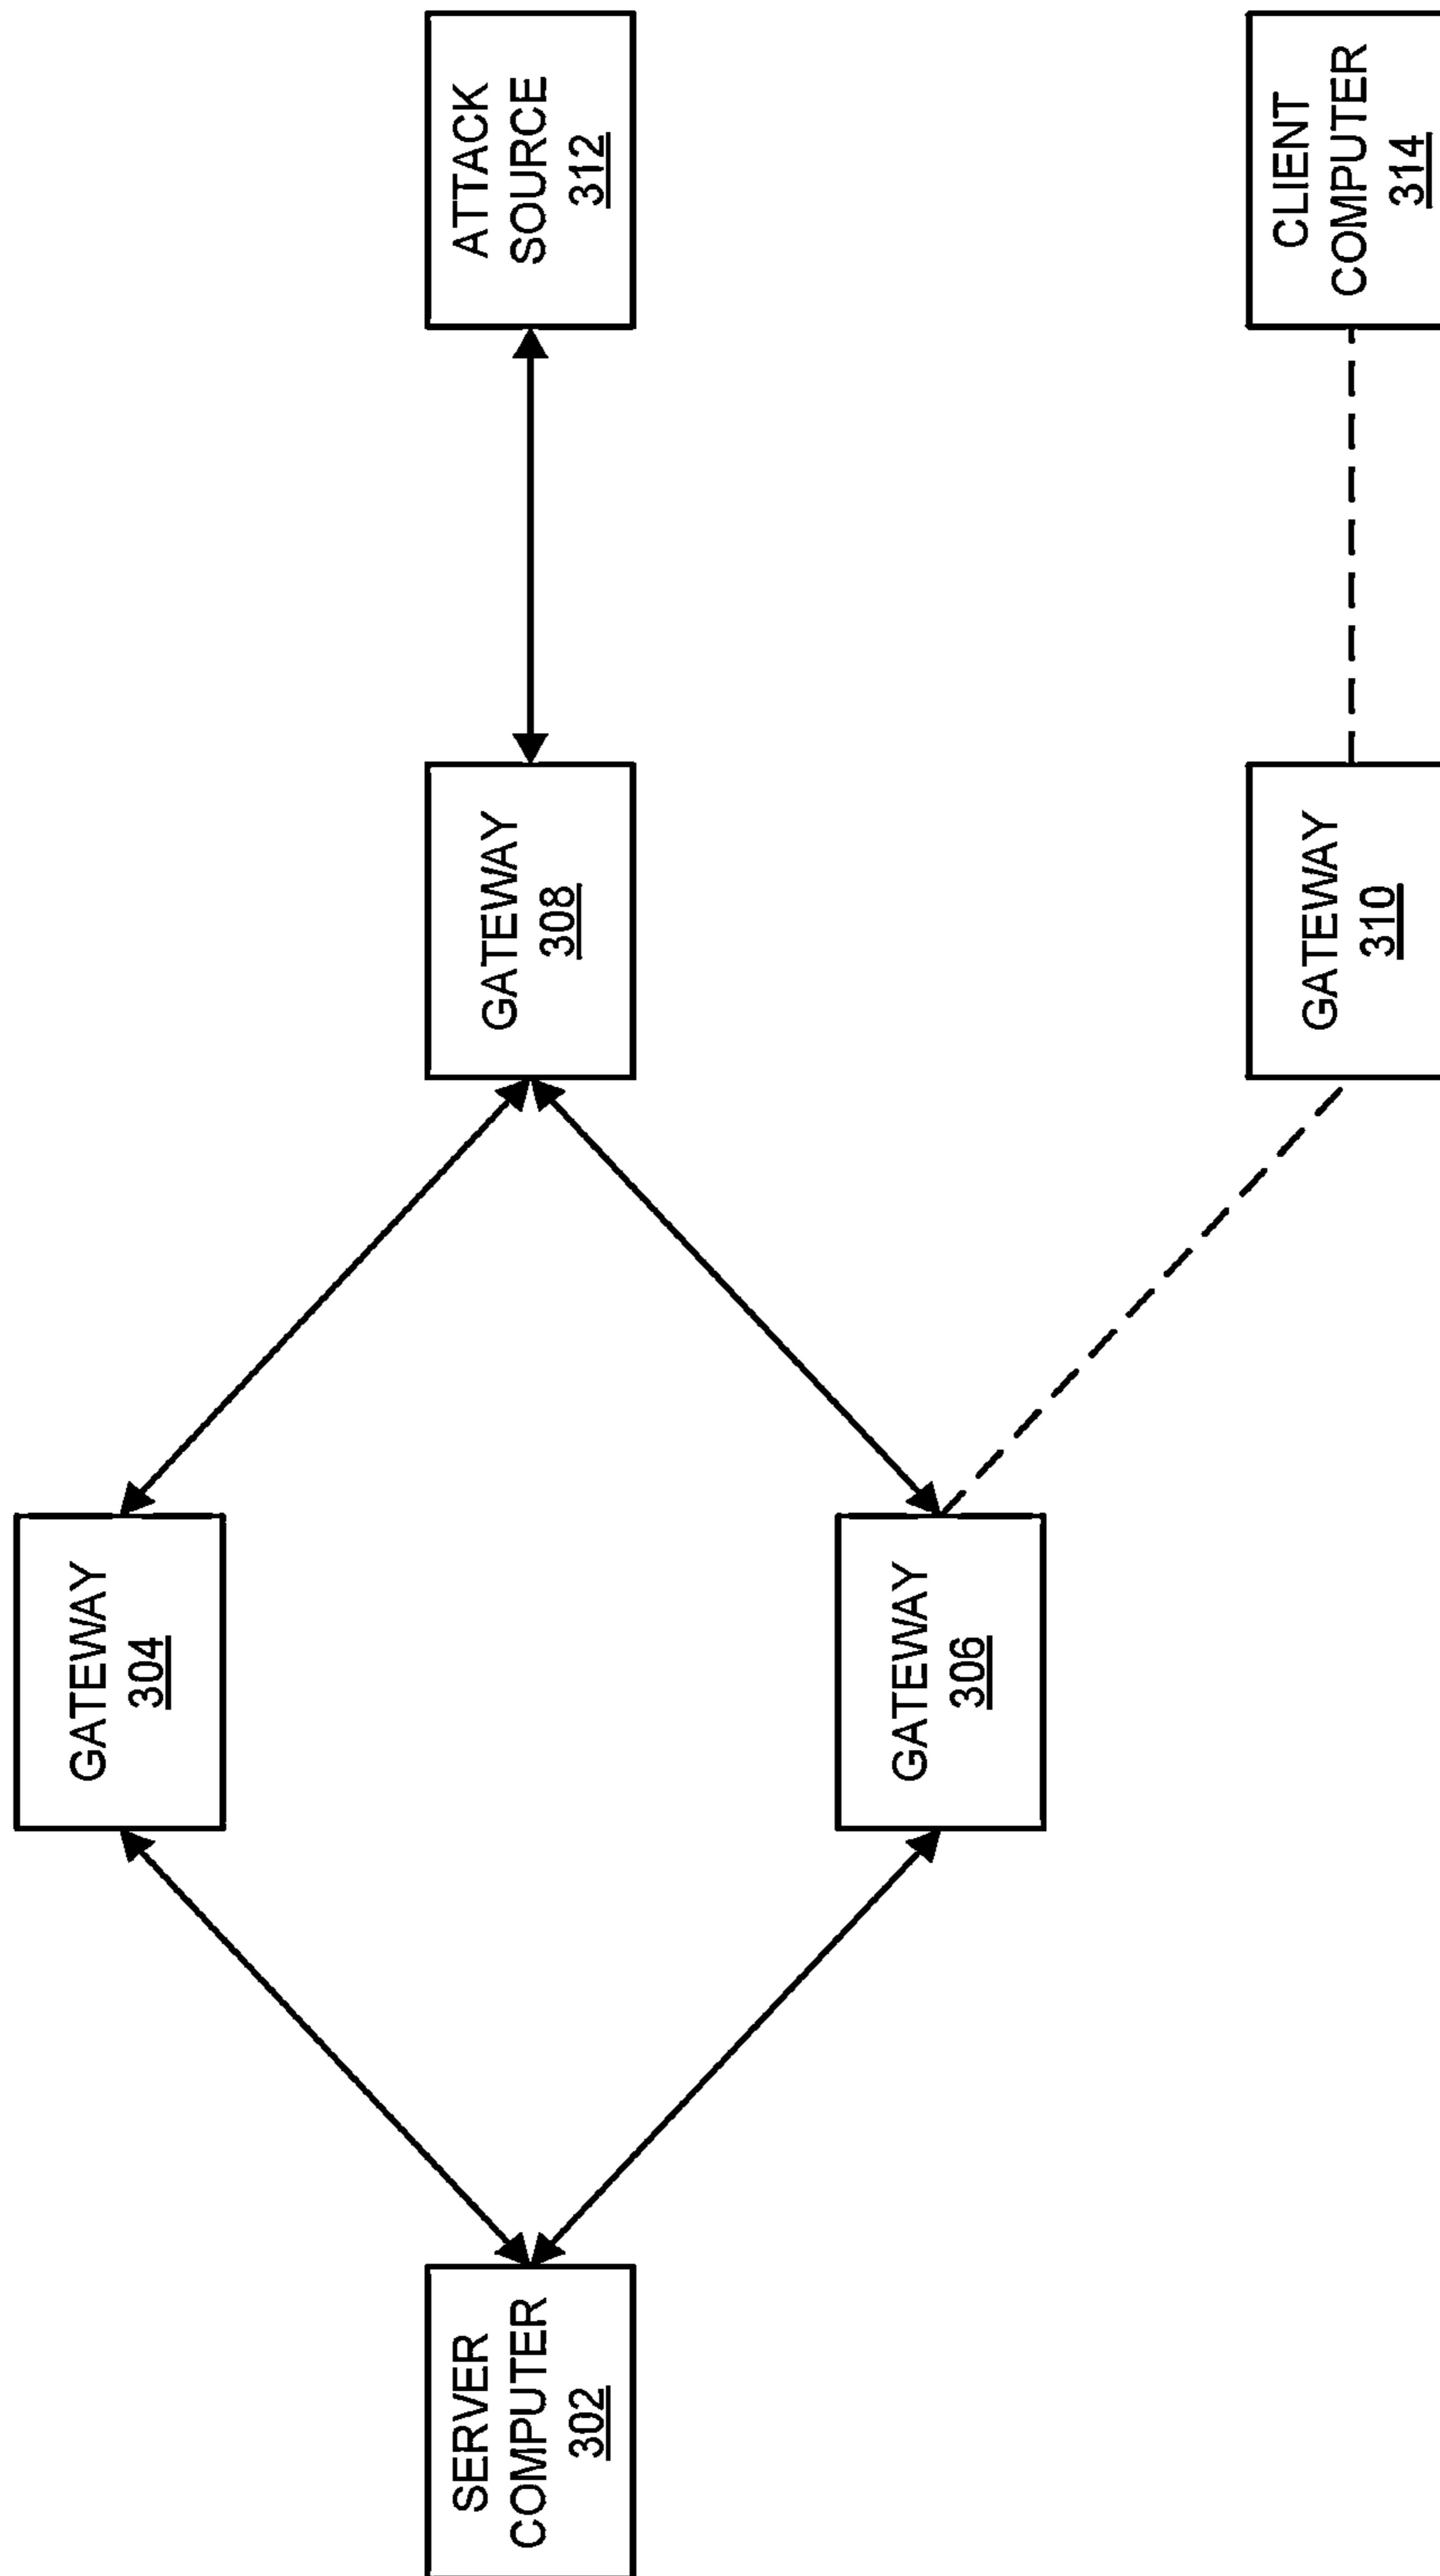 SERVER
COMPUTER
302
GATEWAY
304
GATEWAY
306
GATEWAY
308
GATEWAY
310
ATTACK
SOURCE
312
CLIENT
COMPUTER
314